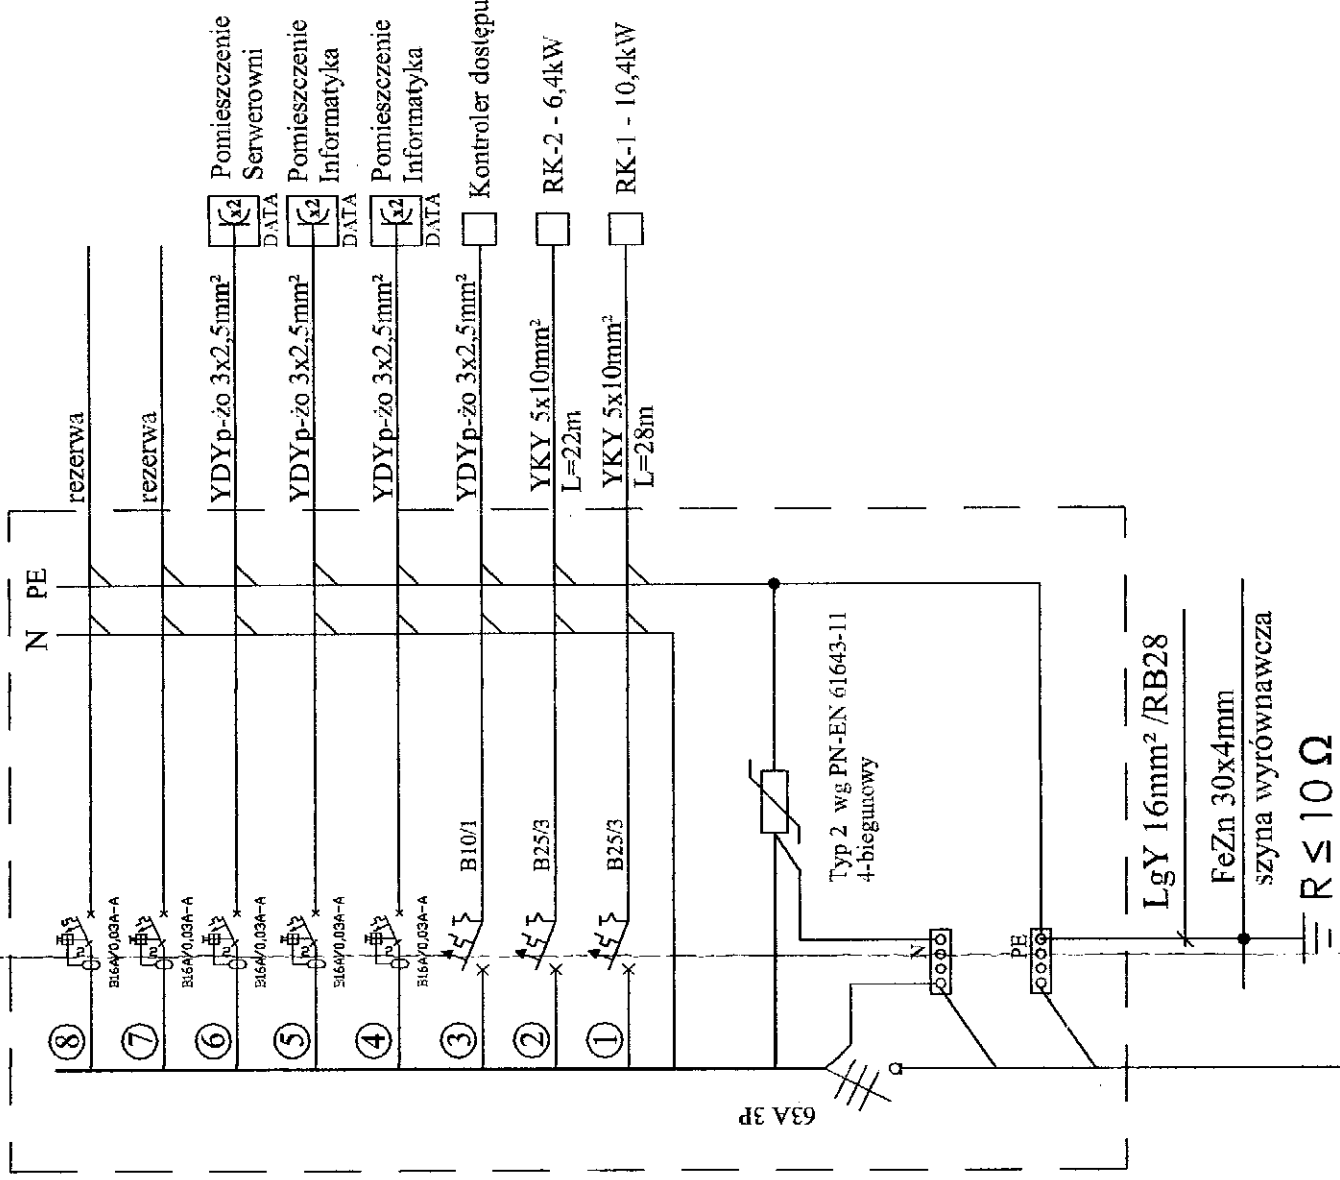 Pomieszczenie
Serwerowni
Pomieszczenie
Informatyka
Pomieszczenie
Informatyka
Kontroler dostępu
RK-2 - 6,4kW
RK-1 - 10,4kW
x2
DATA
x2
DATA
x2
DATA
rezerwa
rezerwa
YDYp-żo 3x2,5mm²
YDYp-żo 3x2,5mm²
YDYp-żo 3x2,5mm²
YDYp-żo 3x2,5mm²
YKY 5x10mm²
L=22m
YKY 5x10mm²
L=28m
PE
N
B16A/0,03A-A
B16A/0,03A-A
B16A/0,03A-A
B16A/0,03A-A
B16A/0,03A-A
B10/1
B25/3
B25/3
8
7
6
5
4
3
2
1
Typ 2 wg PN-EN 61643-11
4-biegunowy
N
PE
63A 3P
LgY 16mm² /RB28
FeZn 30x4mm
szyna wyrównawcza
R ≤ 10 Ω